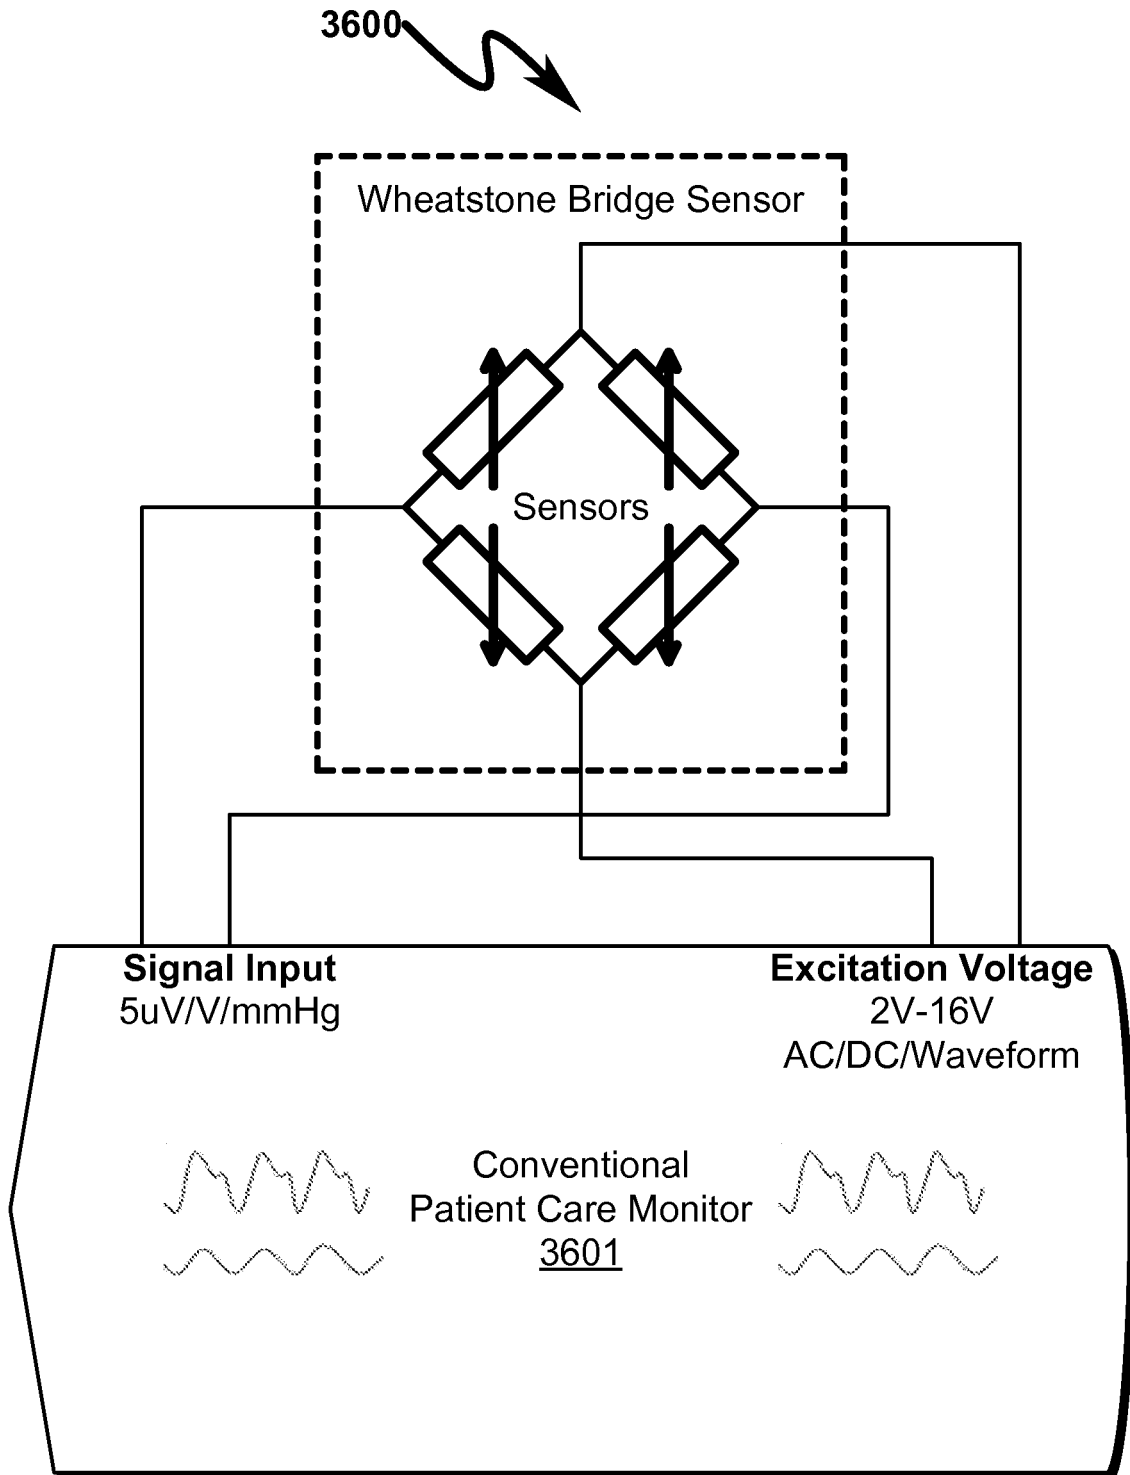 3600
Wheatstone Bridge Sensor
Sensors
Signal Input
5uV/V/mmHg
Excitation Voltage
2V-16V
AC/DC/Waveform
Conventional
Patient Care Monitor
3601